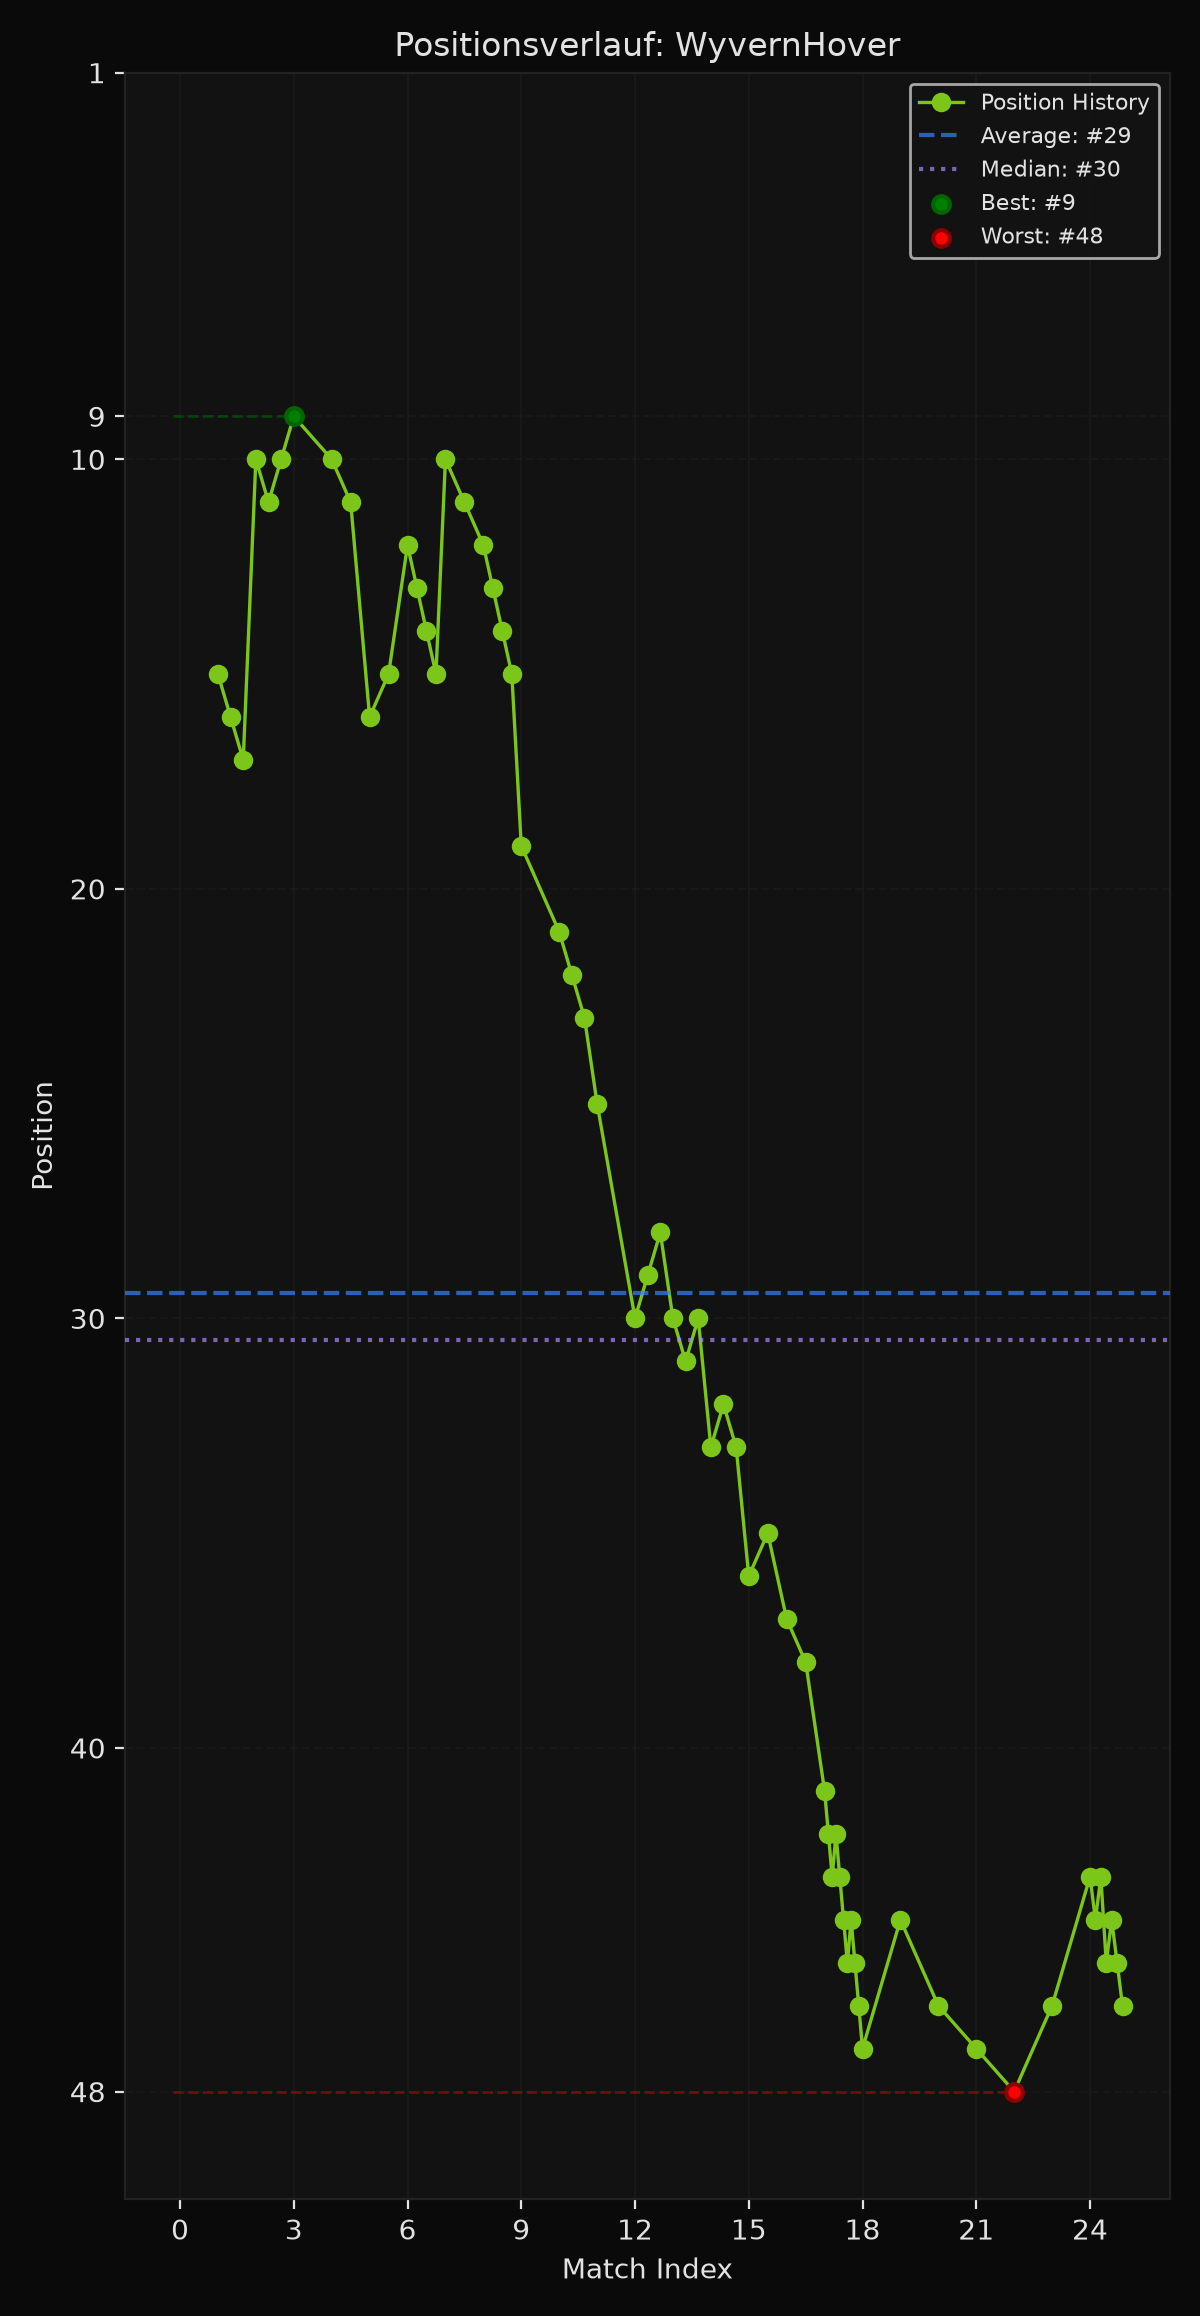 Positionsverlauf: WyvernHover
Position History
Average: #29
Median: #30
Best: #9
Worst: #48
1
9
10
20
30
40
48
Position
0 3 6 9 12 15 18 21 24
Match Index